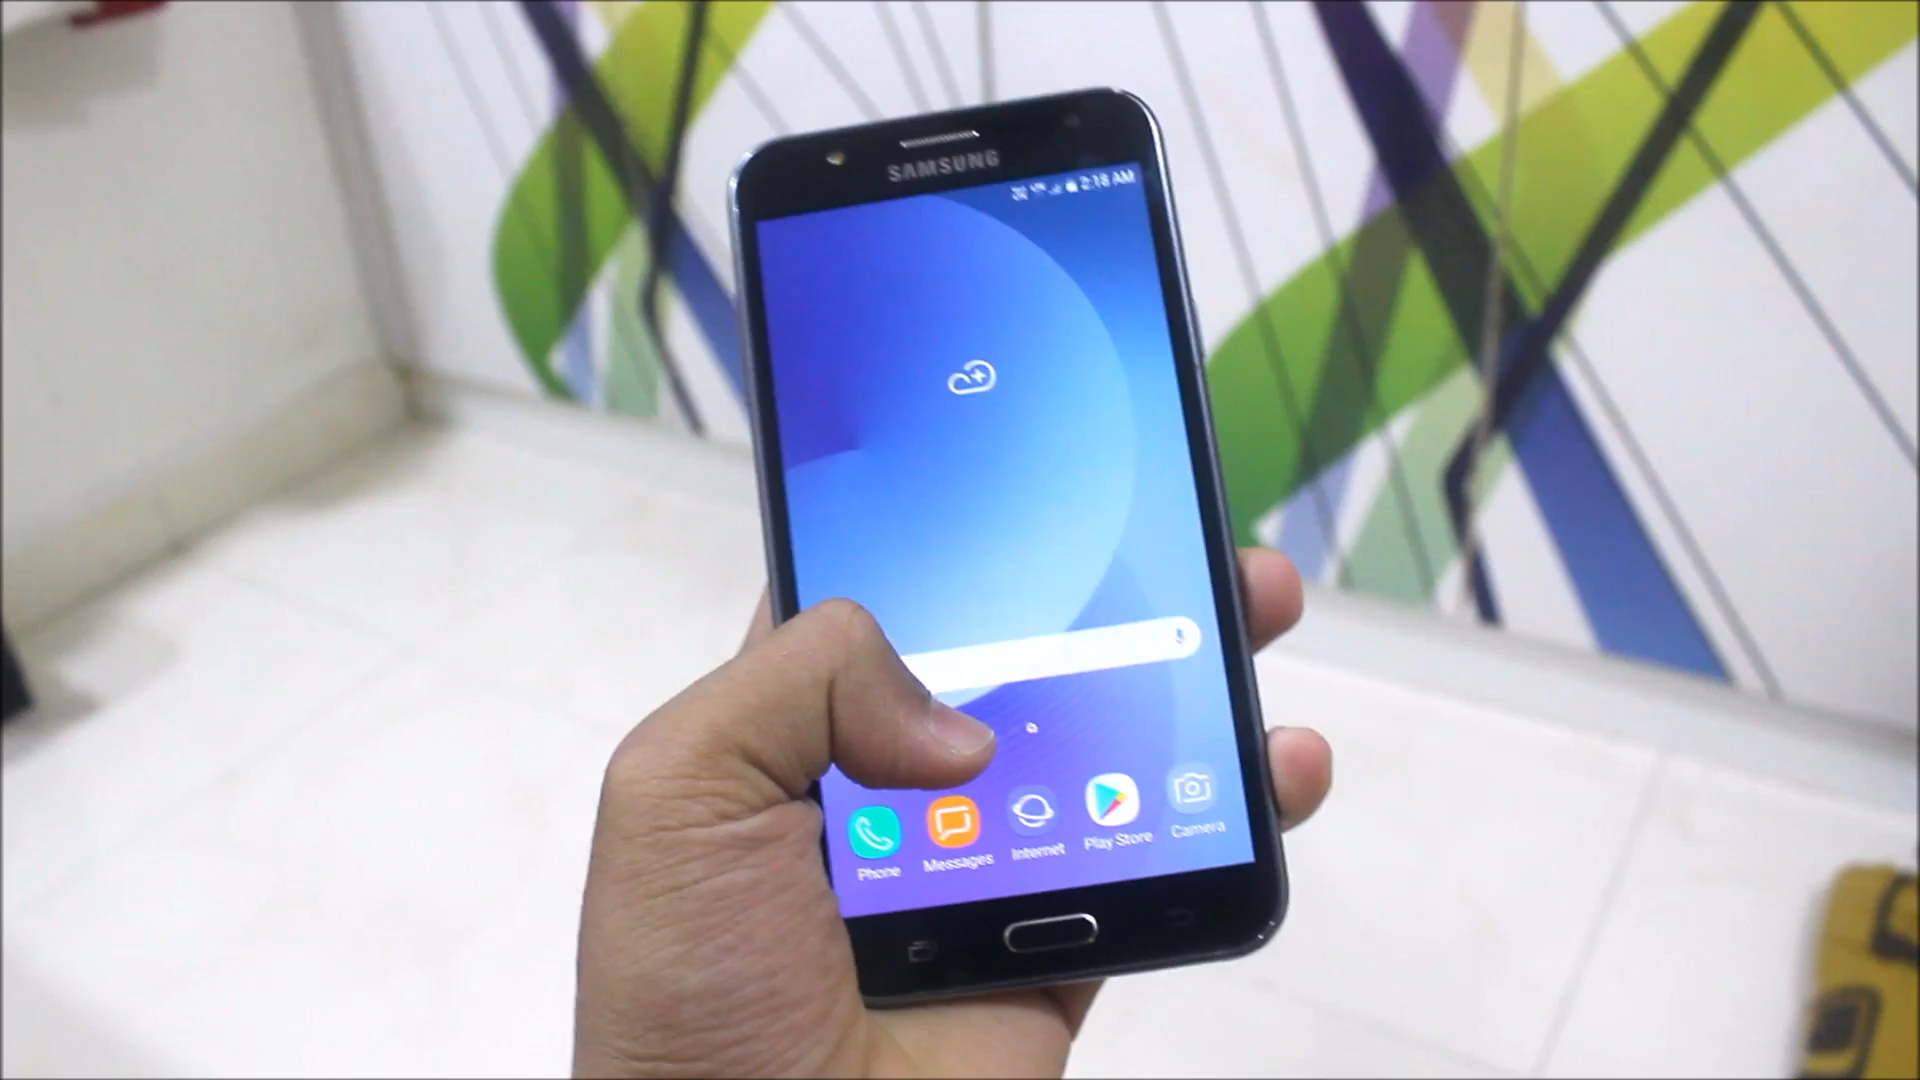 SAMSUNG
2:18 AM
Phone
Messages
Internet
Play Store
Camera